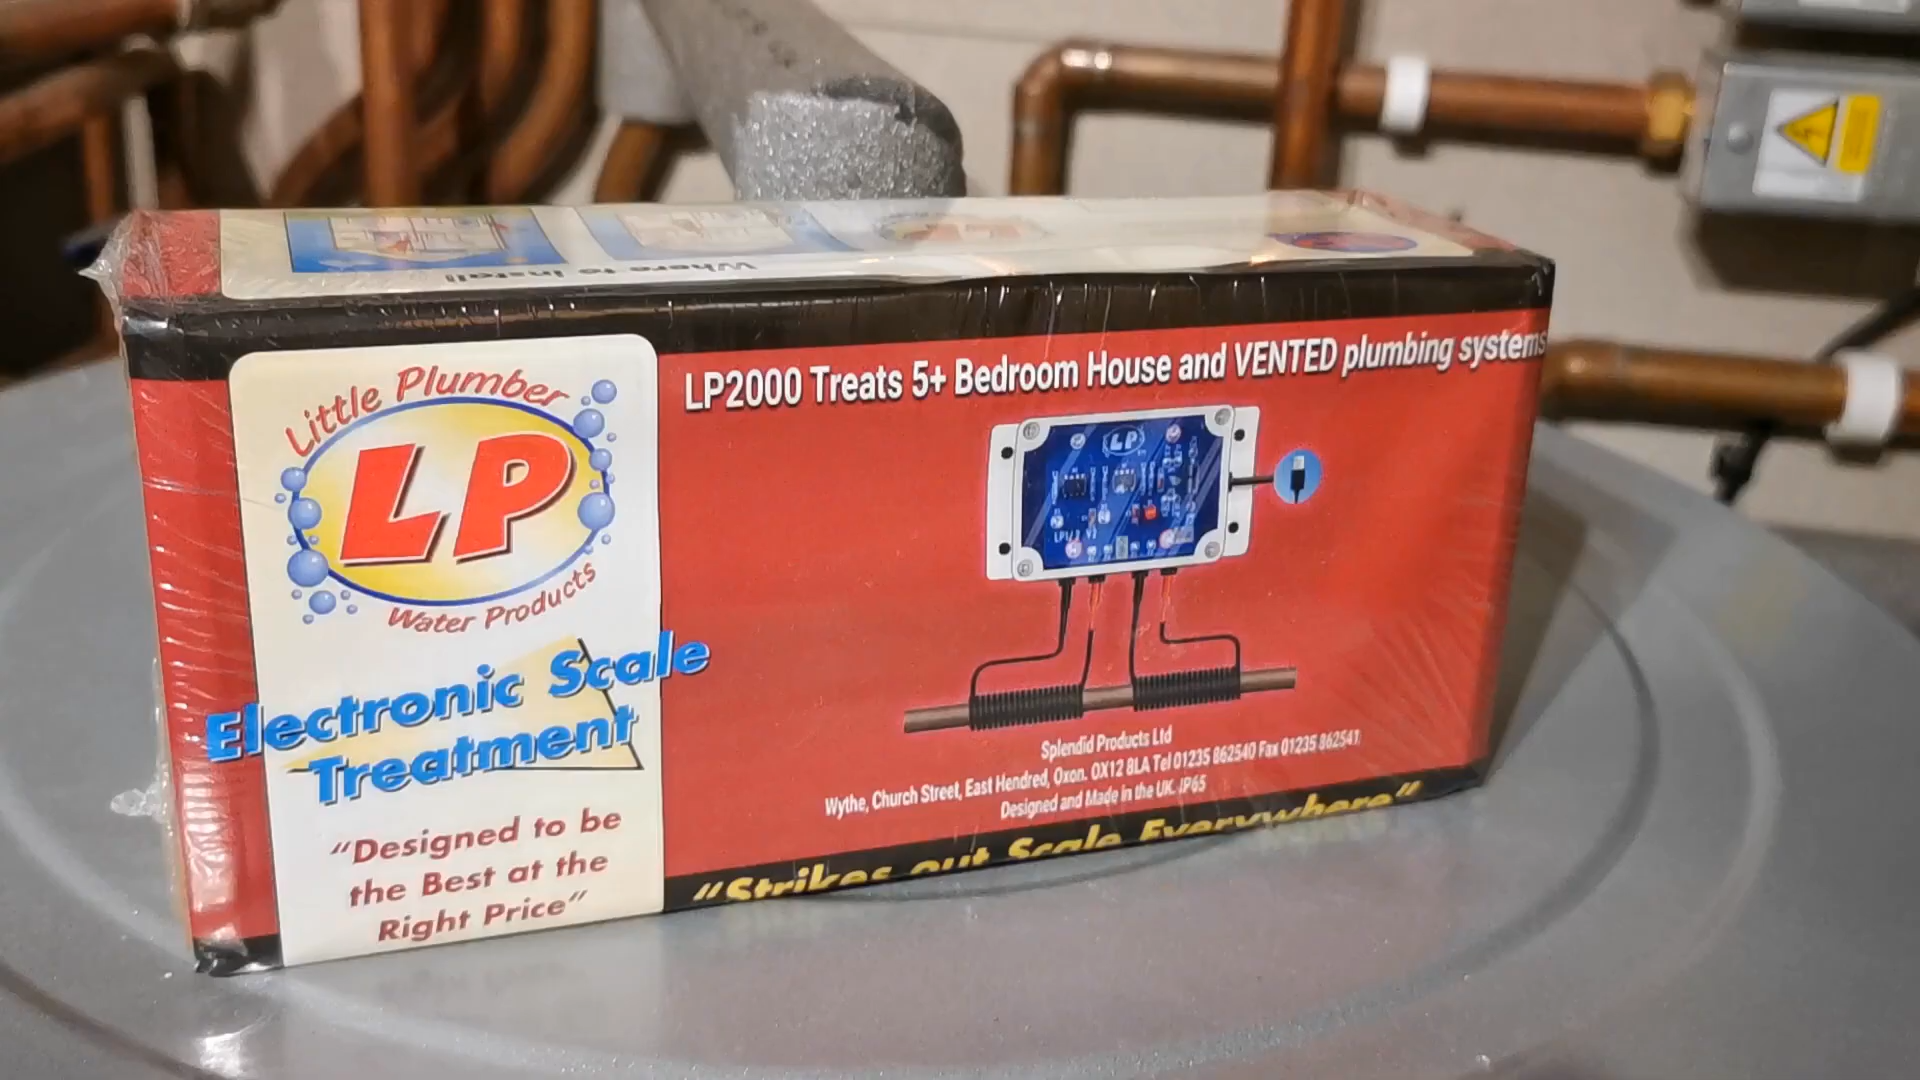 Where to Install
LP2000 Treats 5+ Bedroom House and VENTED plumbing systems
Little Plumber
LP
Water Products
Electronic Scale
Treatment
"Designed to be
the Best at the
Right Price"
LP
Splendid Products Ltd
Wythe, Church Street, East Hendred, Oxon. OX12 8LA Tel 01235 862540 Fax 01235 862541
Designed and Made in the UK. IP65
"Strikes out Scale Everywhere"